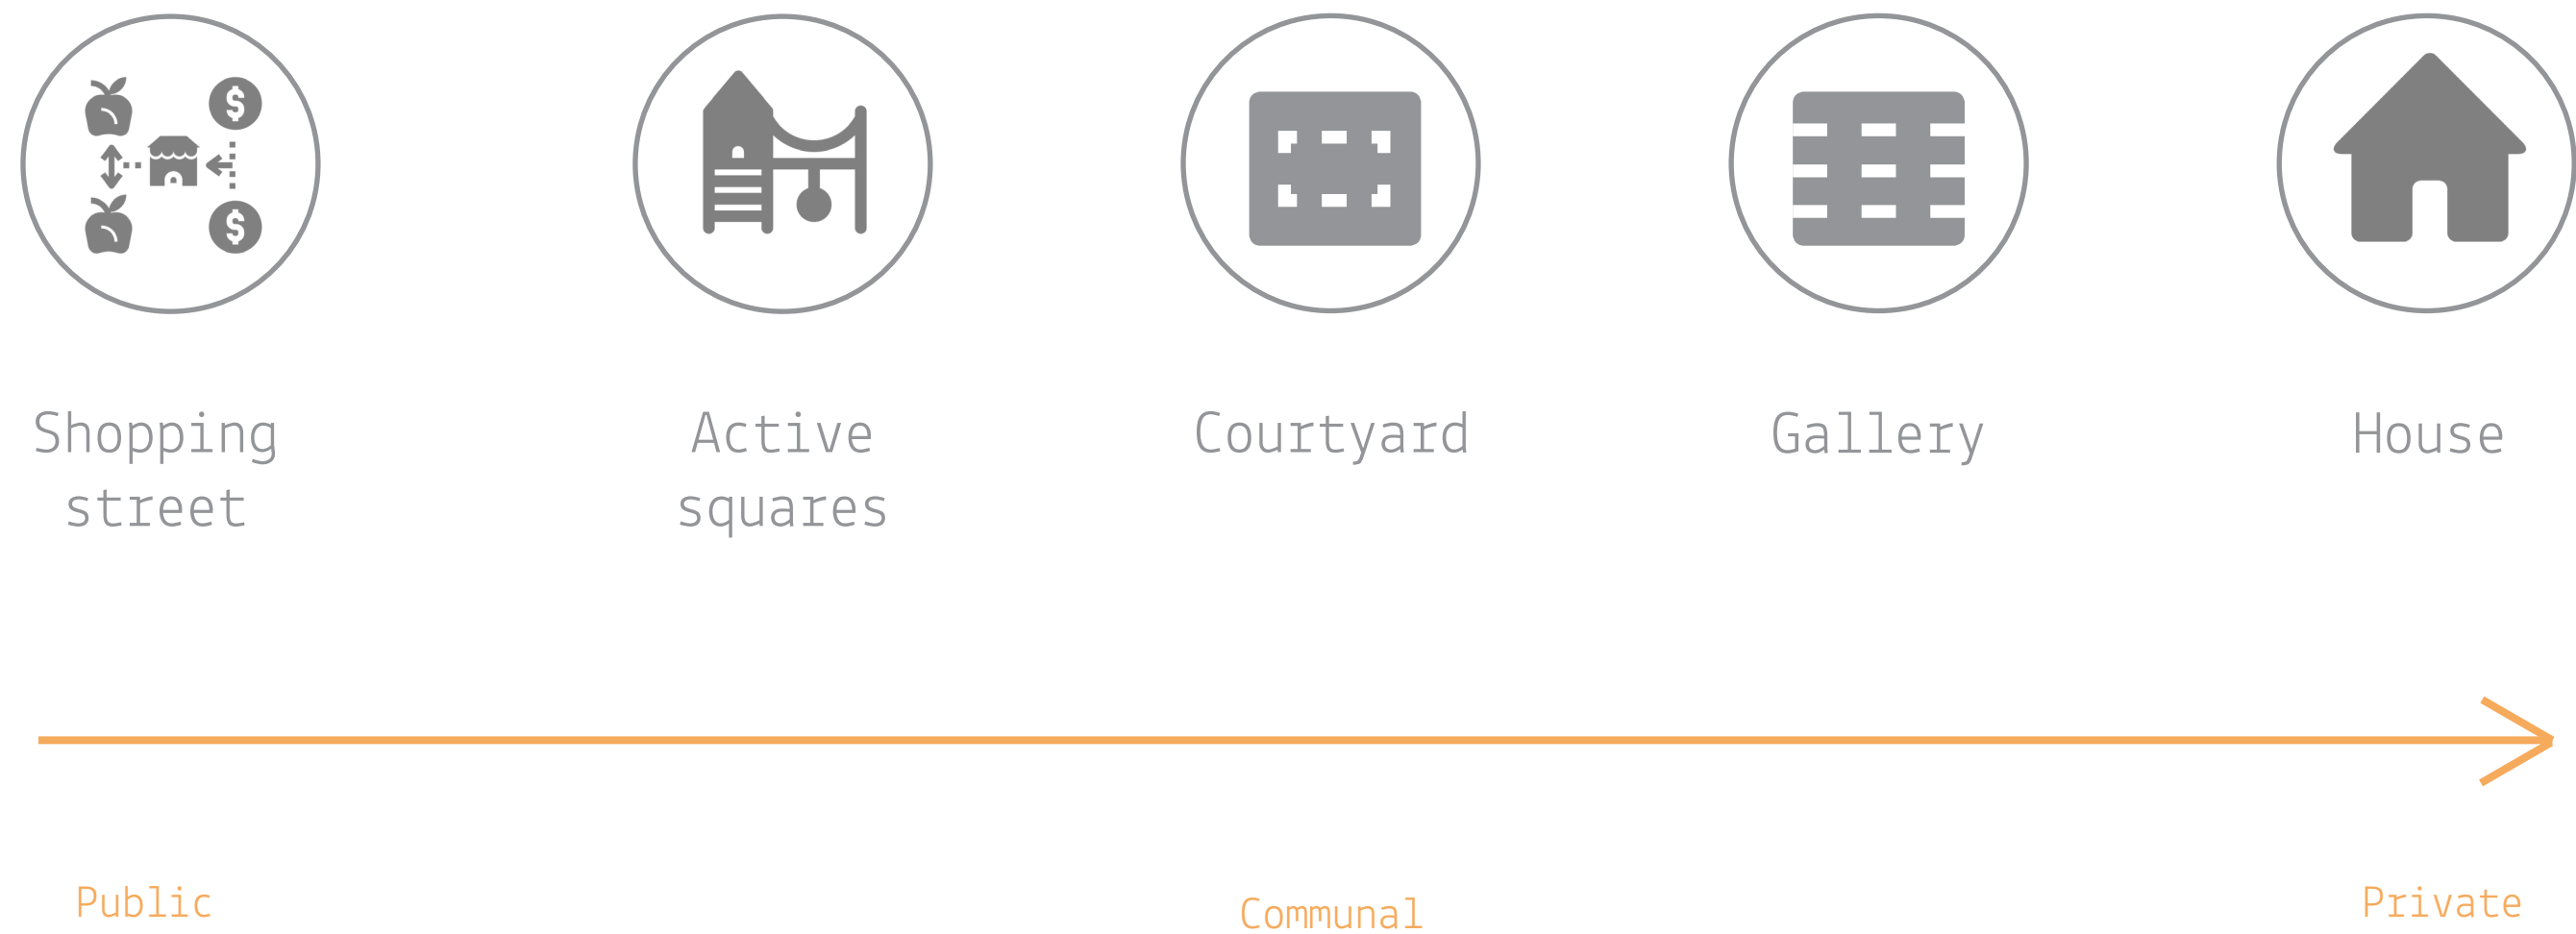 $
$
Shopping
street
Active
squares
Courtyard
Gallery
House
Public
Communal
Private